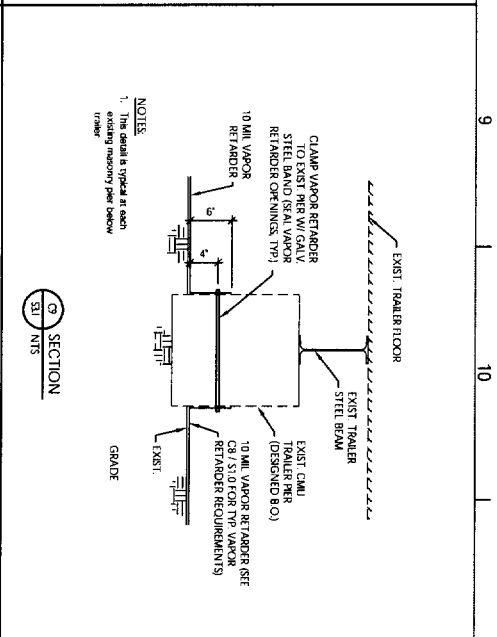 9
10
EXIST. TRAILER FLOOR
EXIST. TRAILER
STEEL BEAM
CLAMP VAPOR RETARDER
TO EXIST. PIER W/ GALV.
STEEL BAND (SEAL VAPOR
RETARDER OPENINGS, TYP.)
EXIST. CMU
TRAILER PIER
(DESIGNED B.O.)
10 MIL VAPOR
RETARDER
6"
4"
10 MIL VAPOR RETARDER (SEE
C8 / S1.0 FOR TYP. VAPOR
RETARDER REQUIREMENTS)
EXIST.
GRADE
NOTES:
1. This detail is typical at each
existing masonry pier below
trailer
C9
S3.1
SECTION
NTS